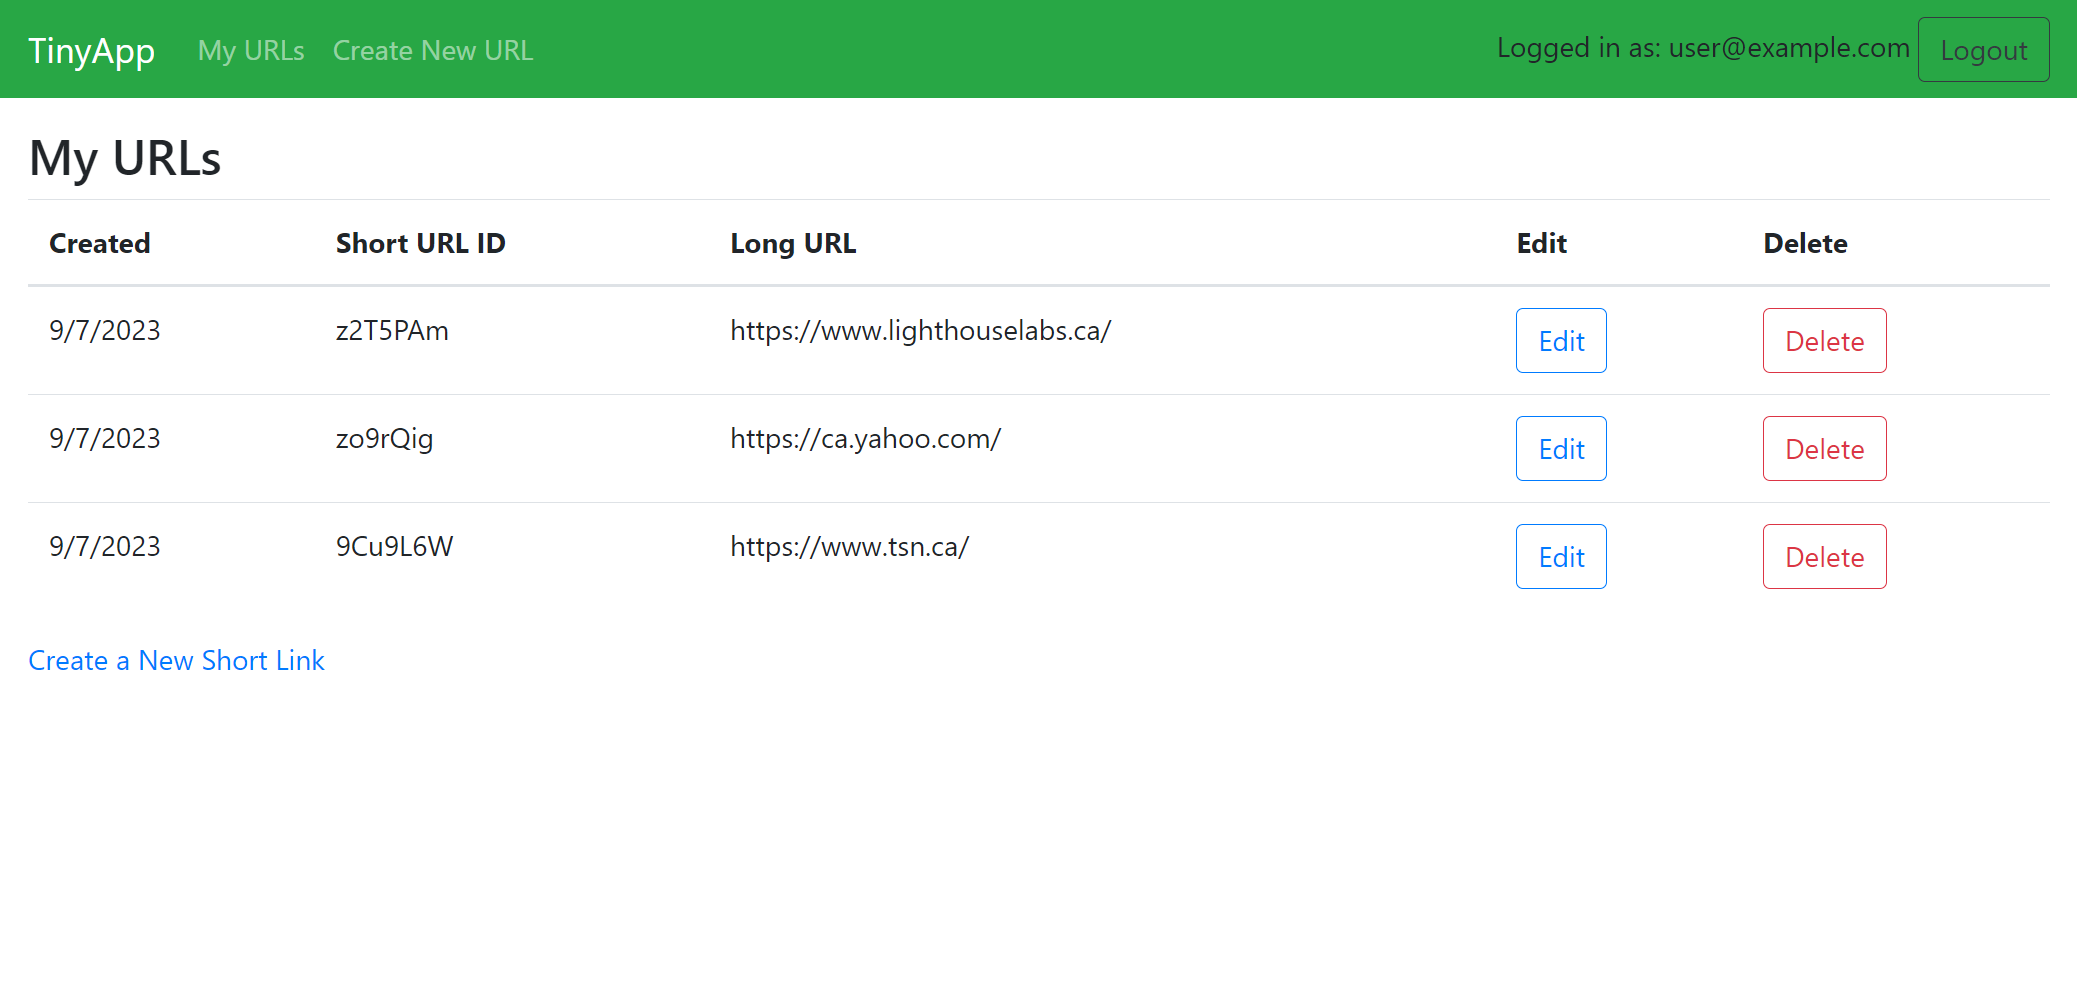 TinyApp My URLs Create New URL Logged in as: user@example.com Logout
My URLs
Created Short URL ID Long URL Edit Delete
9/7/2023 z2T5PAm https://www.lighthouselabs.ca/ Edit Delete
9/7/2023 zo9rQig https://ca.yahoo.com/ Edit Delete
9/7/2023 9Cu9L6W https://www.tsn.ca/ Edit Delete
Create a New Short Link